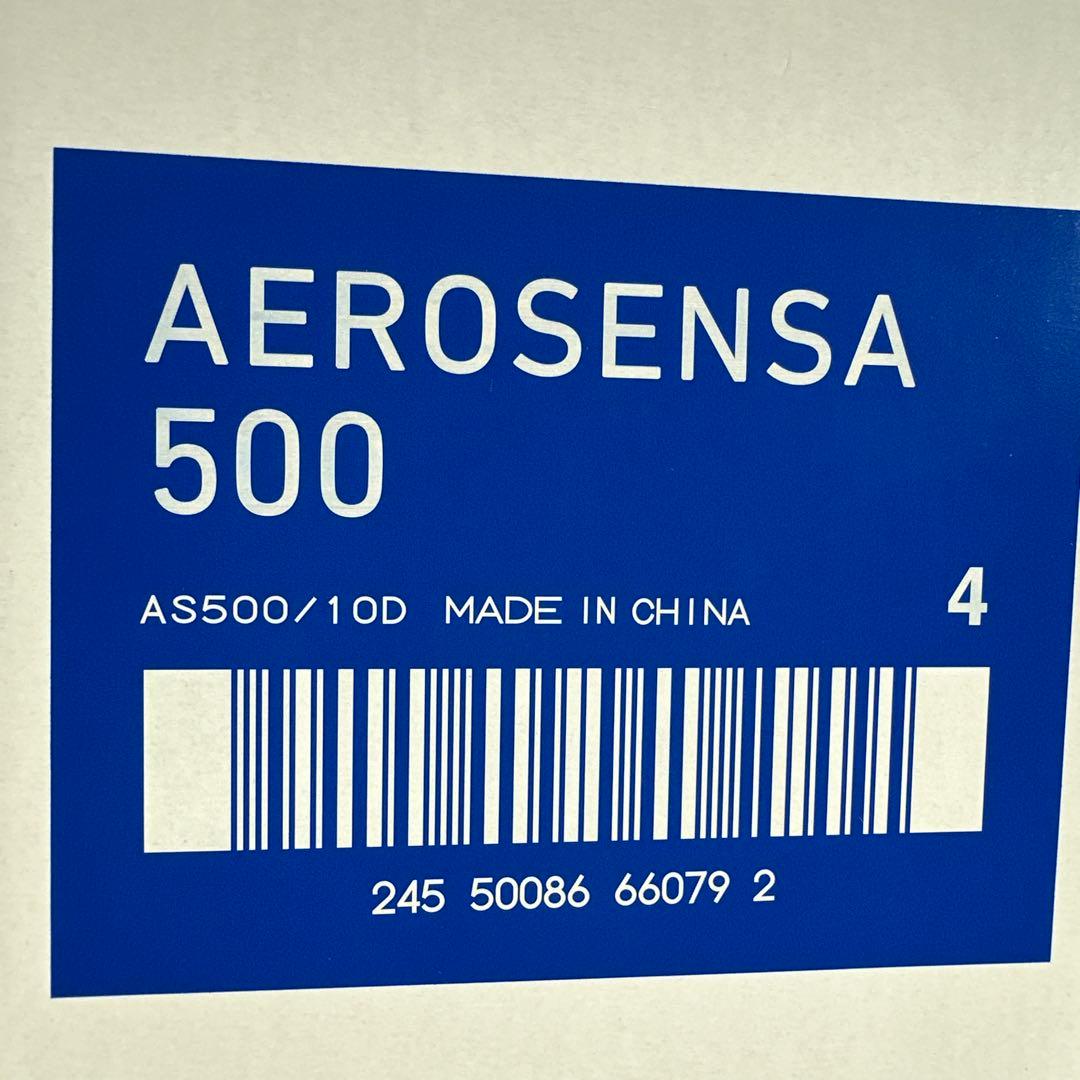 AEROSENSA
500
AS500/10D MADE IN CHINA
4
245 50086 66079 2